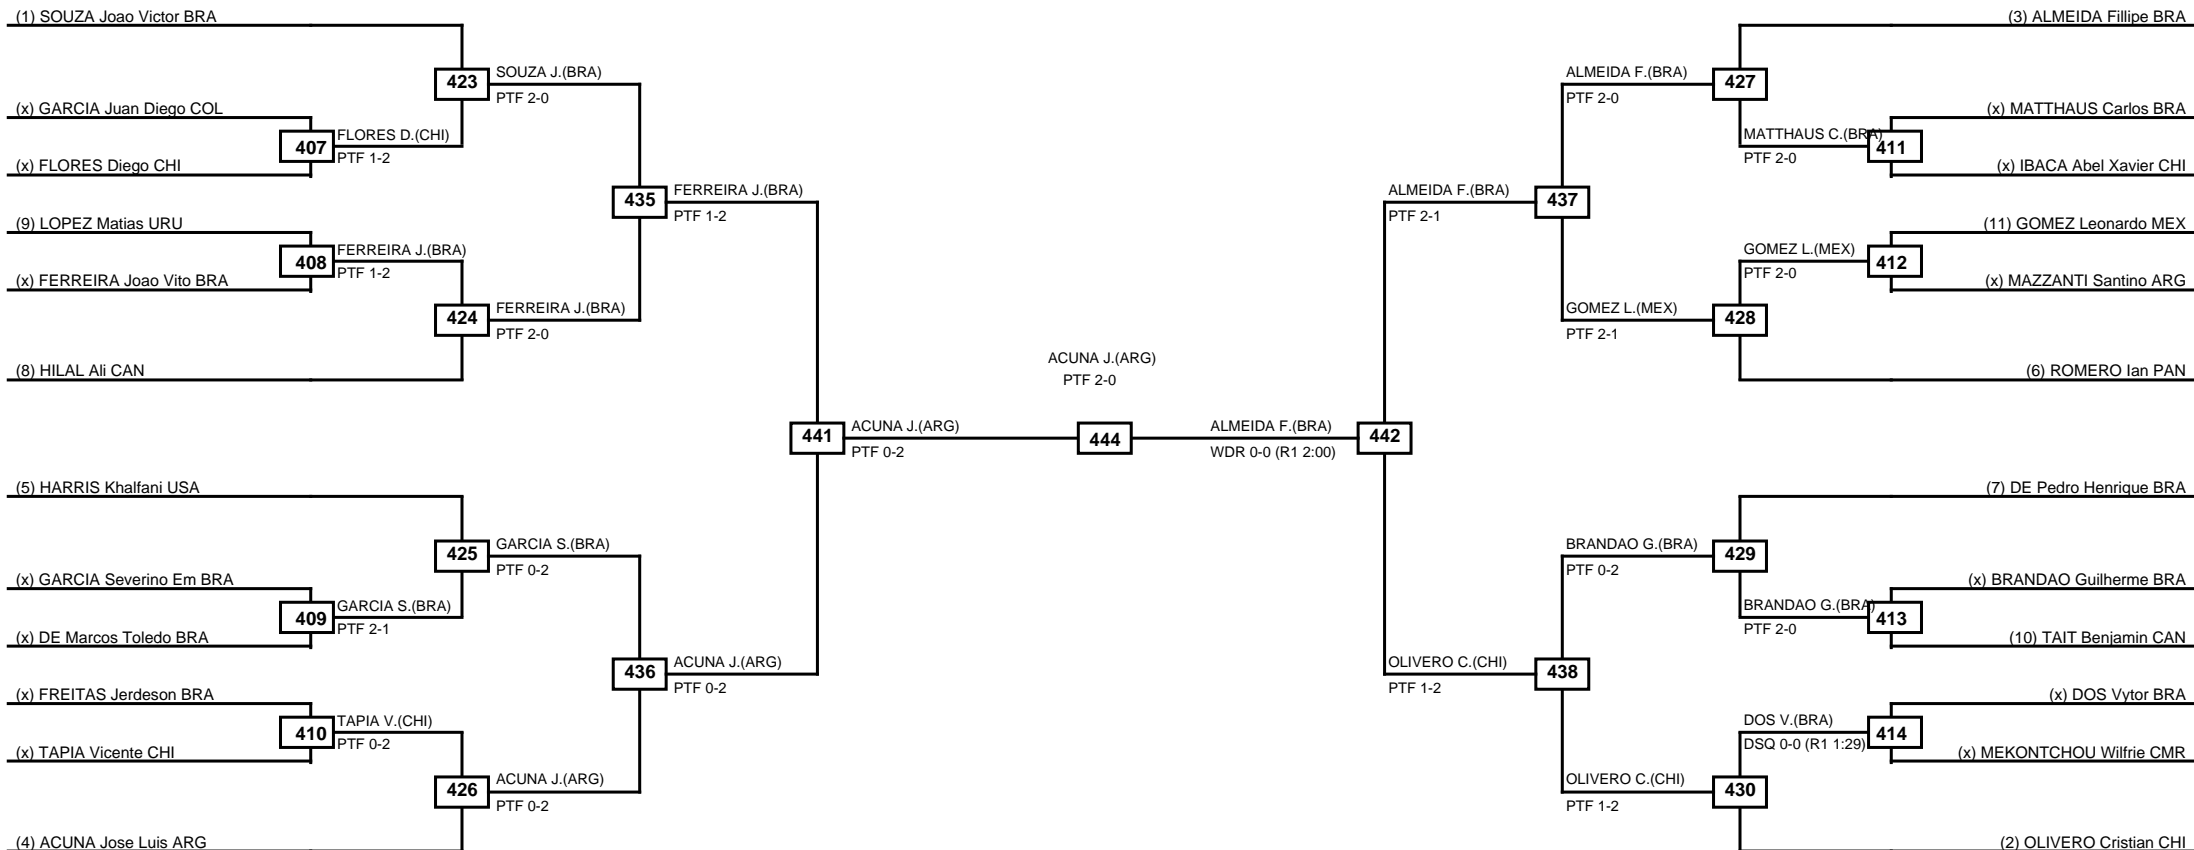 (1) SOUZA Joao Victor BRA
423
SOUZA J.(BRA)
PTF 2-0
(x) GARCIA Juan Diego COL
407
FLORES D.(CHI)
PTF 1-2
(x) FLORES Diego CHI
435
FERREIRA J.(BRA)
PTF 1-2
(9) LOPEZ Matias URU
408
FERREIRA J.(BRA)
PTF 1-2
(x) FERREIRA Joao Vito BRA
424
FERREIRA J.(BRA)
PTF 2-0
(8) HILAL Ali CAN
441
ACUNA J.(ARG)
PTF 0-2
(5) HARRIS Khalfani USA
425
GARCIA S.(BRA)
PTF 0-2
(x) GARCIA Severino Em BRA
409
GARCIA S.(BRA)
PTF 2-1
(x) DE Marcos Toledo BRA
436
ACUNA J.(ARG)
PTF 0-2
(x) FREITAS Jerdeson BRA
410
TAPIA V.(CHI)
PTF 0-2
(x) TAPIA Vicente CHI
426
ACUNA J.(ARG)
PTF 0-2
(4) ACUNA Jose Luis ARG
ACUNA J.(ARG)
PTF 2-0
444
(3) ALMEIDA Fillipe BRA
ALMEIDA F.(BRA)
PTF 2-0
427
(x) MATTHAUS Carlos BRA
MATTHAUS C.(BRA)
PTF 2-0
411
(x) IBACA Abel Xavier CHI
ALMEIDA F.(BRA)
PTF 2-1
437
(11) GOMEZ Leonardo MEX
GOMEZ L.(MEX)
PTF 2-0
412
(x) MAZZANTI Santino ARG
GOMEZ L.(MEX)
PTF 2-1
428
(6) ROMERO Ian PAN
ALMEIDA F.(BRA)
WDR 0-0 (R1 2:00)
442
(7) DE Pedro Henrique BRA
BRANDAO G.(BRA)
PTF 0-2
429
(x) BRANDAO Guilherme BRA
BRANDAO G.(BRA)
PTF 2-0
413
(10) TAIT Benjamin CAN
OLIVERO C.(CHI)
PTF 1-2
438
(x) DOS Vytor BRA
DOS V.(BRA)
DSQ 0-0 (R1 1:29)
414
(x) MEKONTCHOU Wilfrie CMR
OLIVERO C.(CHI)
PTF 1-2
430
(2) OLIVERO Cristian CHI